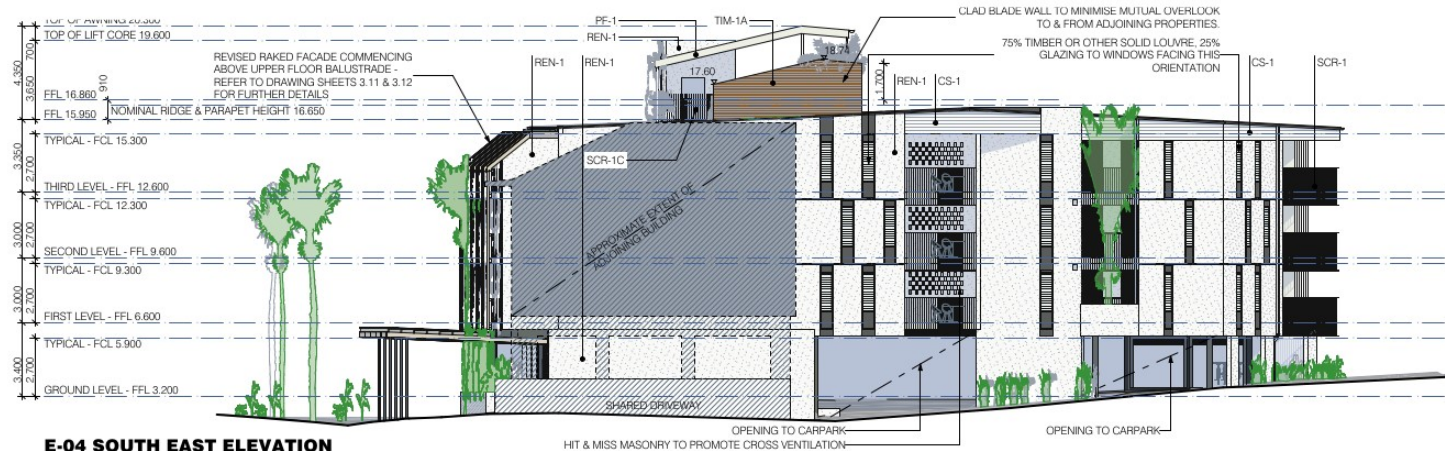 TOP OF AWNING 20.300
TOP OF LIFT CORE 19.600
FFL 16.860
FFL 15.950
NOMINAL RIDGE & PARAPET HEIGHT 16.650
TYPICAL - FCL 15.300
THIRD LEVEL - FFL 12.600
TYPICAL - FCL 12.300
SECOND LEVEL - FFL 9.600
TYPICAL - FCL 9.300
FIRST LEVEL - FFL 6.600
TYPICAL - FCL 5.900
GROUND LEVEL - FFL 3.200
4.350
700
3.650
910
3.350
2.700
3.000
2.700
3.000
2.700
3.400
2.700
REVISED RAKED FACADE COMMENCING
ABOVE UPPER FLOOR BALUSTRADE -
REFER TO DRAWING SHEETS 3.11 & 3.12
FOR FURTHER DETAILS
REN-1
REN-1
PF-1
REN-1
TIM-1A
17.60
18.74
1.700
SCR-1C
CLAD BLADE WALL TO MINIMISE MUTUAL OVERLOOK
TO & FROM ADJOINING PROPERTIES.
75% TIMBER OR OTHER SOLID LOUVRE, 25%
GLAZING TO WINDOWS FACING THIS
ORIENTATION
REN-1
CS-1
CS-1
SCR-1
REN-1
APPROXIMATE EXTENT OF
ADJOINING BUILDING
REN-1
SHARED DRIVEWAY
OPENING TO CARPARK
HIT & MISS MASONRY TO PROMOTE CROSS VENTILATION
OPENING TO CARPARK
E-04 SOUTH EAST ELEVATION